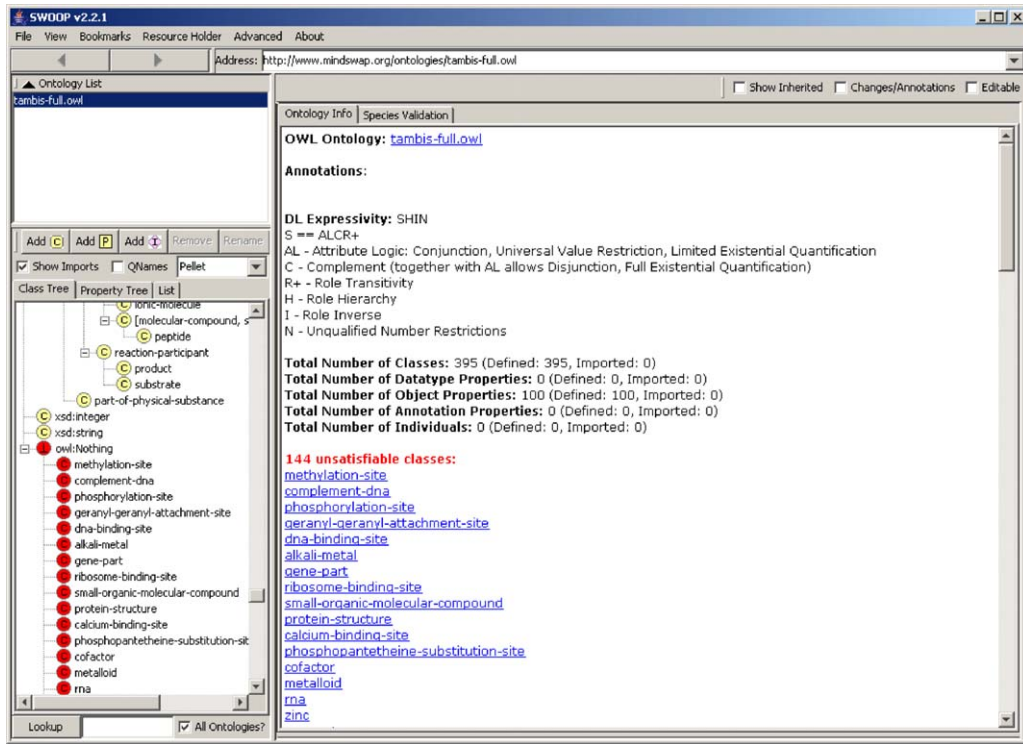 SWOOP v2.2.1
File View Bookmarks Resource Holder Advanced About
Address: http://www.mindswap.org/ontologies/tambis-full.owl
Ontology List
tambis-full.owl
Add C Add P Add I Remove Rename
Show Imports QNames Pellet
Class Tree Property Tree List
C ionic-molecule
C [molecular-compound, s
C peptide
C reaction-participant
C product
C substrate
C part-of-physical-substance
C xsd:integer
C xsd:string
owl:Nothing
C methylation-site
C complement-dna
C phosphorylation-site
C geranyl-geranyl-attachment-site
C dna-binding-site
C alkali-metal
C gene-part
C ribosome-binding-site
C small-organic-molecular-compound
C protein-structure
C calcium-binding-site
C phosphopantetheine-substitution-sit
C cofactor
C metalloid
C rna
Lookup All Ontologies?
Show Inherited Changes/Annotations Editable
Ontology Info Species Validation
OWL Ontology: tambis-full.owl
Annotations:
DL Expressivity: SHIN
S == ALCR+
AL - Attribute Logic: Conjunction, Universal Value Restriction, Limited Existential Quantification
C - Complement (together with AL allows Disjunction, Full Existential Quantification)
R+ - Role Transitivity
H - Role Hierarchy
I - Role Inverse
N - Unqualified Number Restrictions
Total Number of Classes: 395 (Defined: 395, Imported: 0)
Total Number of Datatype Properties: 0 (Defined: 0, Imported: 0)
Total Number of Object Properties: 100 (Defined: 100, Imported: 0)
Total Number of Annotation Properties: 0 (Defined: 0, Imported: 0)
Total Number of Individuals: 0 (Defined: 0, Imported: 0)
144 unsatisfiable classes:
methylation-site
complement-dna
phosphorylation-site
geranyl-geranyl-attachment-site
dna-binding-site
alkali-metal
gene-part
ribosome-binding-site
small-organic-molecular-compound
protein-structure
calcium-binding-site
phosphopantetheine-substitution-site
cofactor
metalloid
rna
zinc